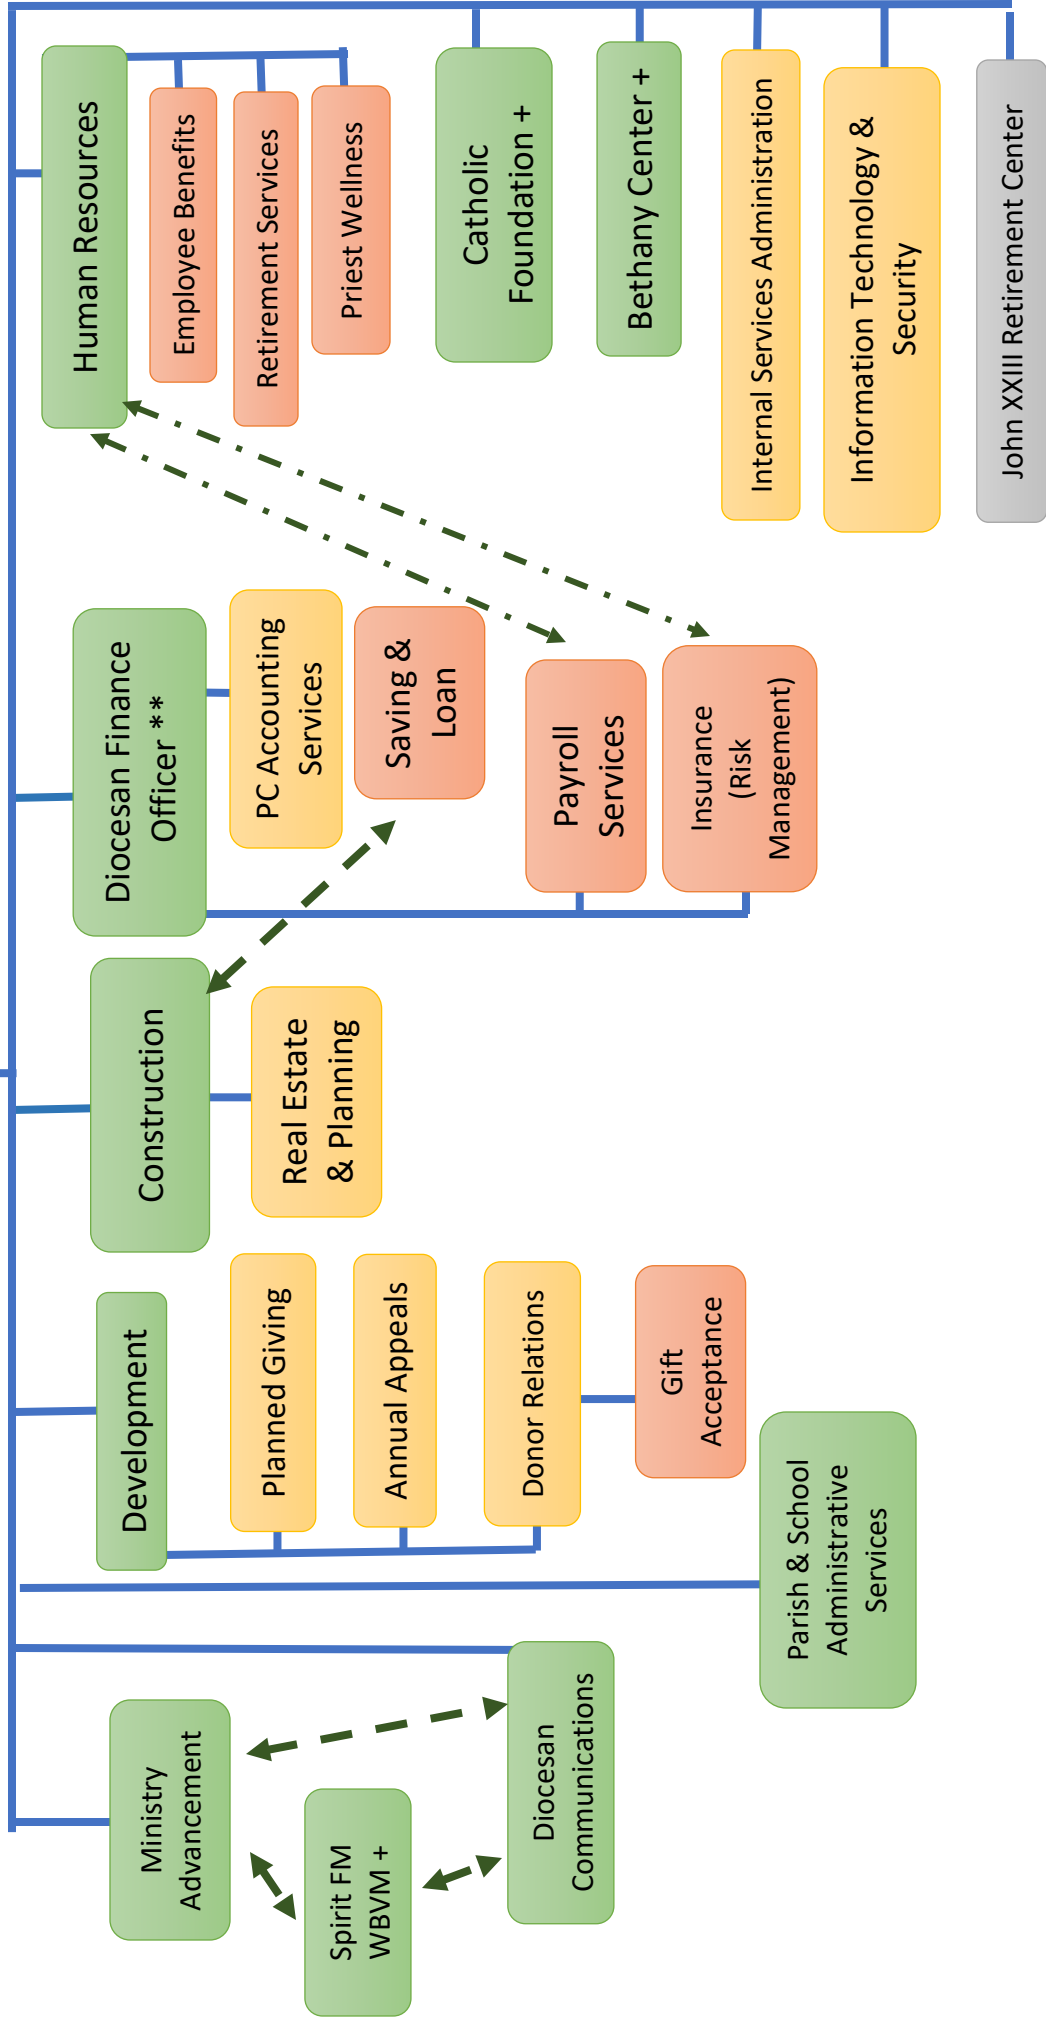 Ministry
Advancement
Spirit FM
WBVM +
Diocesan
Communications
Parish & School
Administrative
Services
Development
Planned Giving
Annual Appeals
Donor Relations
Gift
Acceptance
Construction
Real Estate
& Planning
Diocesan Finance
Officer **
PC Accounting
Services
Saving &
Loan
Payroll
Services
Insurance
(Risk
Management)
Human Resources
Employee Benefits
Retirement Services
Priest Wellness
Catholic
Foundation +
Bethany Center +
Internal Services Administration
Information Technology &
Security
John XXIII Retirement Center